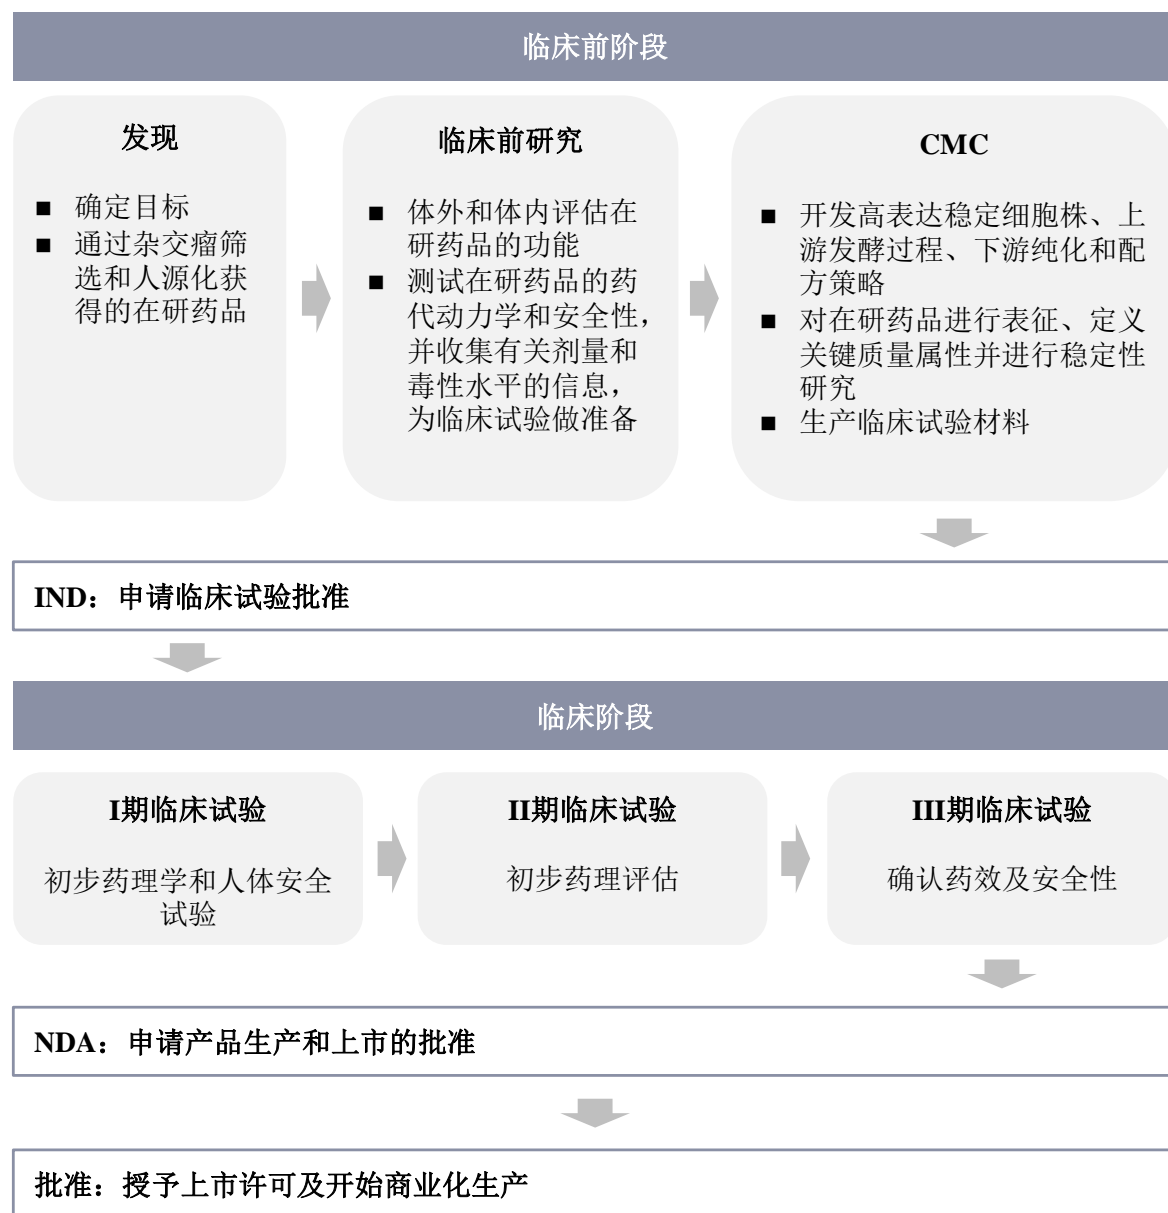 临床前阶段
发现
■ 确定目标
■ 通过杂交瘤筛
选和人源化获
得的在研药品
临床前研究
■ 体外和体内评估在
研药品的功能
■ 测试在研药品的药
代动力学和安全性，
并收集有关剂量和
毒性水平的信息，
为临床试验做准备
CMC
■ 开发高表达稳定细胞株、上
游发酵过程、下游纯化和配
方策略
■ 对在研药品进行表征、定义
关键质量属性并进行稳定性
研究
■ 生产临床试验材料
IND：申请临床试验批准
临床阶段
I期临床试验
初步药理学和人体安全
试验
II期临床试验
初步药理评估
III期临床试验
确认药效及安全性
NDA：申请产品生产和上市的批准
批准：授予上市许可及开始商业化生产